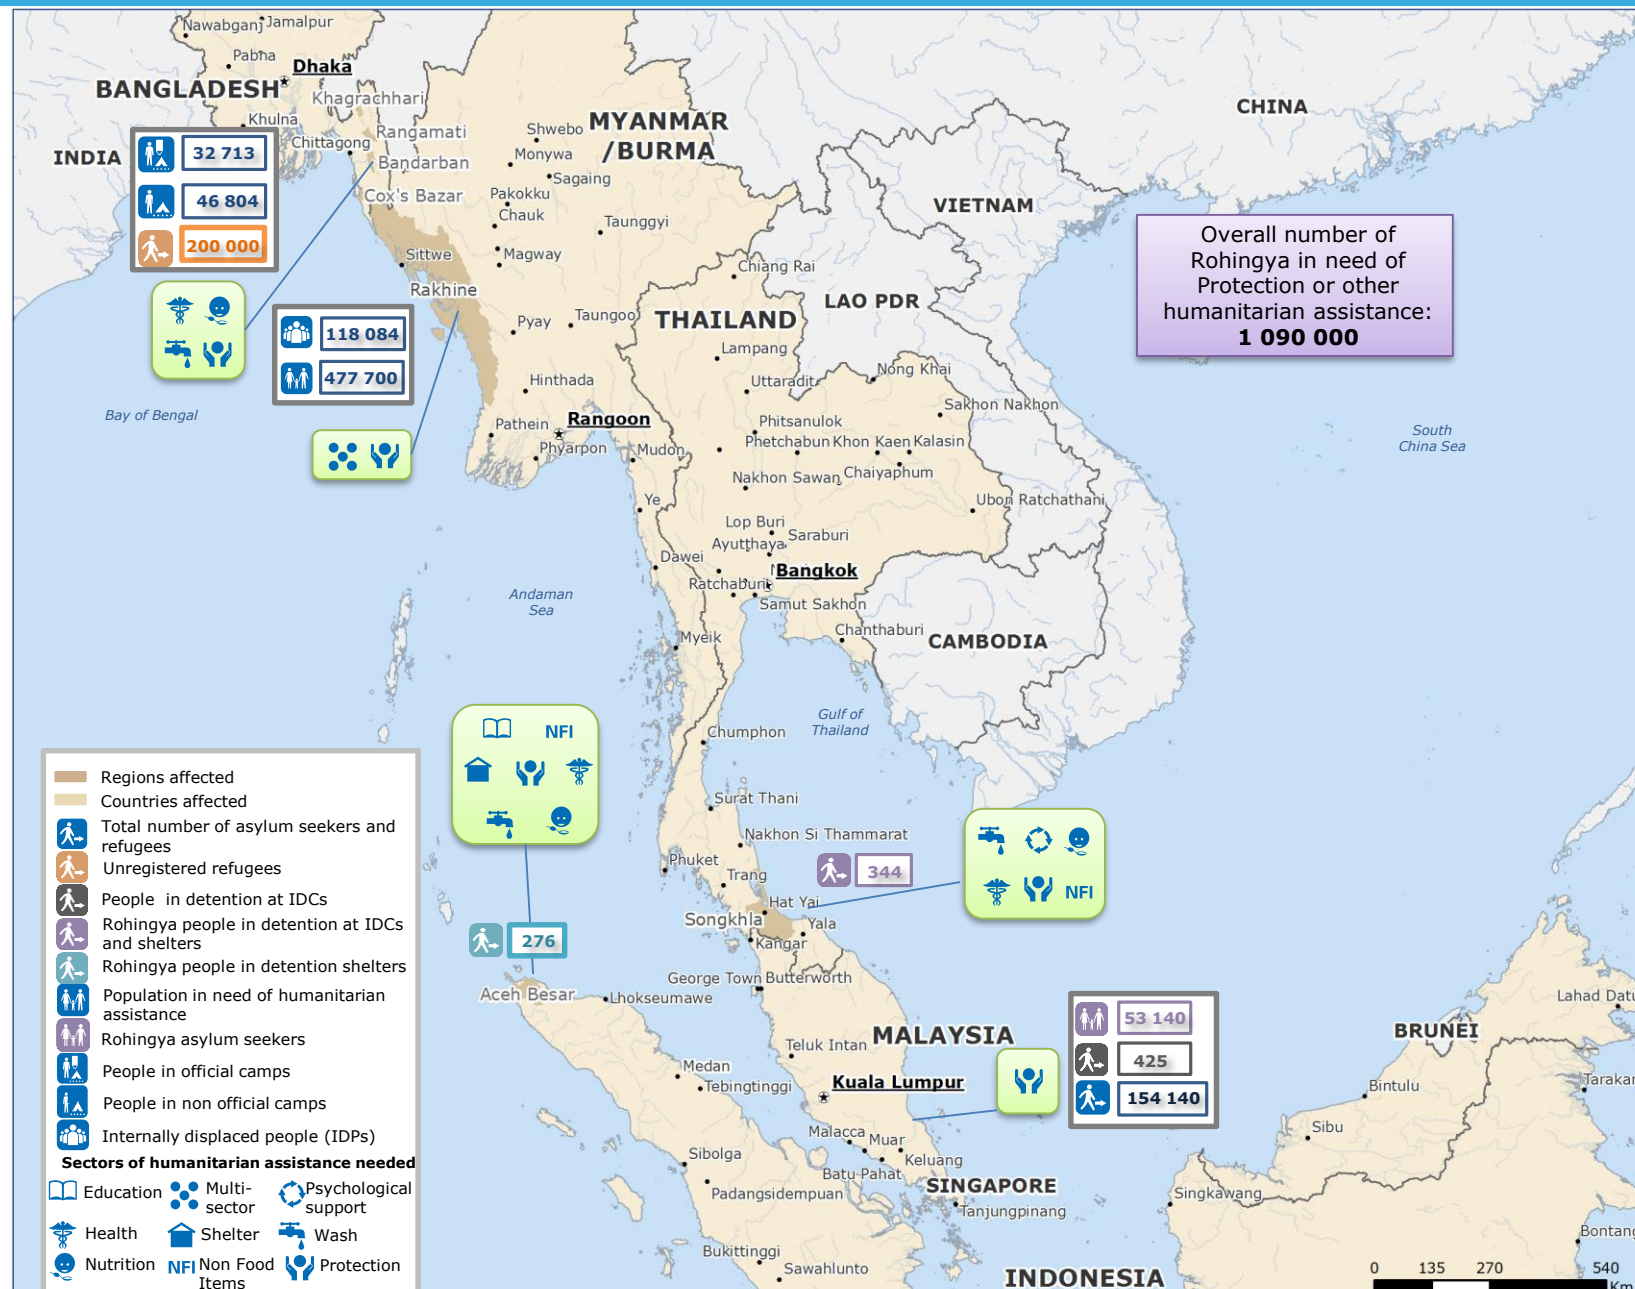 Nawabganj
Jamalpur
Pabna
Dhaka
BANGLADESH
Khagrachhari
Khulna
Rangamati
Chittagong
Bandarban
INDIA
Cox's Bazar
32 713
46 804
200 000
MYANMAR
/BURMA
Shwebo
Monywa
Sagaing
Pakokku
Chauk
Taunggyi
Magway
Sittwe
Rakhine
Pyay
Taungoo
Hinthada
Pathein
Rangoon
Phyarpon
Mudon
Ye
Dawei
Myeik
118 084
477 700
Bay of Bengal
CHINA
VIETNAM
LAO PDR
Overall number of
Rohingya in need of
Protection or other
humanitarian assistance:
1 090 000
Chiang Rai
THAILAND
Lampang
Uttaradit
Nong Khai
Sakhon Nakhon
Phitsanulok
Phetchabun
Khon Kaen
Kalasin
Nakhon Sawan
Chaiyaphum
Ubon Ratchathani
Lop Buri
Saraburi
Ayutthaya
Bangkok
Ratchaburi
Samut Sakhon
Chanthaburi
CAMBODIA
South
China Sea
Andaman
Sea
Gulf of
Thailand
Chumphon
Surat Thani
Nakhon Si Thammarat
Phuket
Trang
Hat Yai
Songkhla
Yala
Kangar
NFI
344
NFI
276
George Town
Butterworth
Aceh Besar
Lhokseumawe
MALAYSIA
Teluk Intan
Medan
Tebingtinggi
Kuala Lumpur
53 140
425
154 140
Malacca
Muar
Keluang
Batu Pahat
Sibolga
SINGAPORE
Padangsidempuan
Tanjungpinang
Bukittinggi
Sawahlunto
INDONESIA
Lahad Datu
BRUNEI
Tarakan
Bintulu
Sibu
Singkawang
Bontang
0 135 270 540
Km
Regions affected
Countries affected
Total number of asylum seekers and
refugees
Unregistered refugees
People in detention at IDCs
Rohingya people in detention at IDCs
and shelters
Rohingya people in detention shelters
Population in need of humanitarian
assistance
Rohingya asylum seekers
People in official camps
People in non official camps
Internally displaced people (IDPs)
Sectors of humanitarian assistance needed
Education
Multi-
sector
Psychological
support
Health
Shelter
Wash
Nutrition
NFI Non Food
Items
Protection